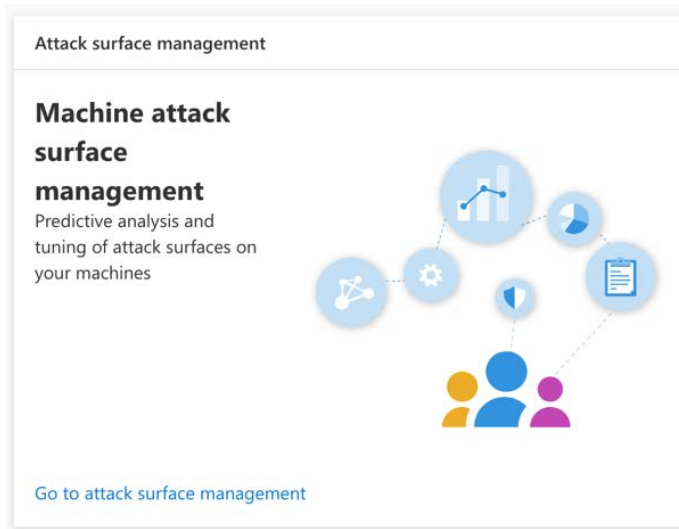 Attack surface management
Machine attack
surface
management
Predictive analysis and
tuning of attack surfaces on
your machines
Go to attack surface management